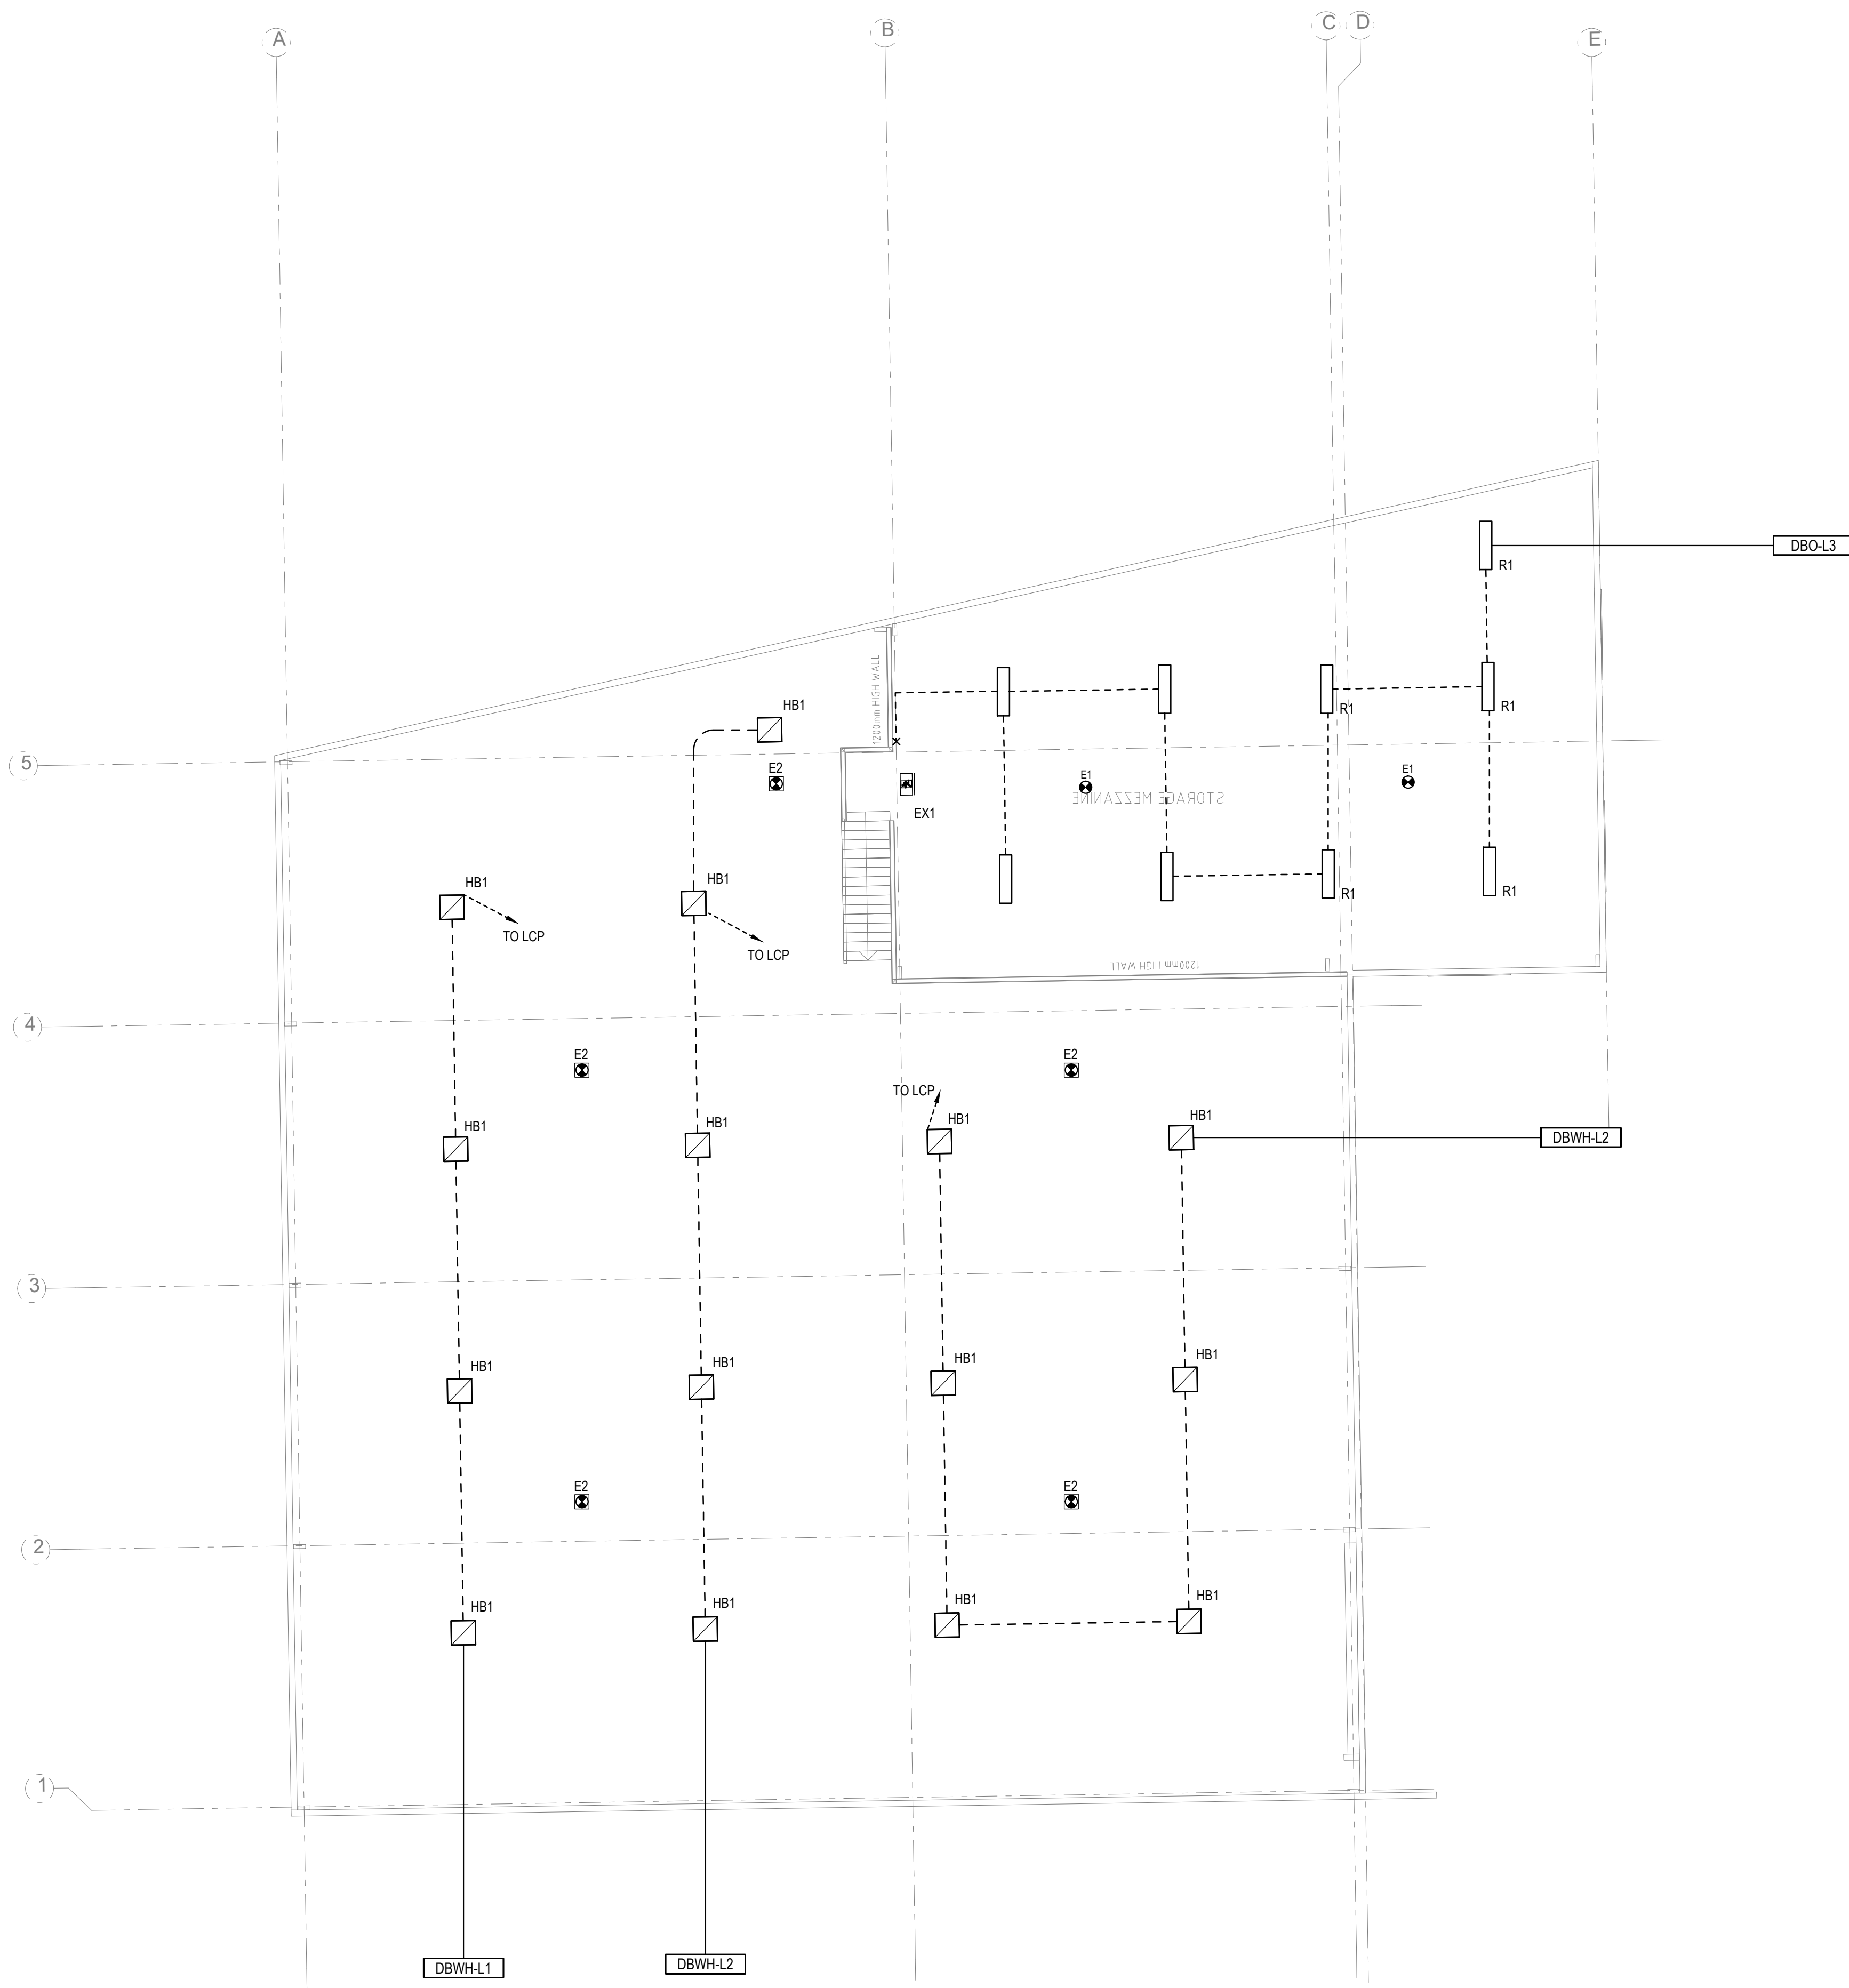 A
B
C
D
E
DBO-L3
R1
1200mm HIGH WALL
R1
R1
HB1
5
E2
E1
E1
STORAGE MEZZANINE
EX1
HB1
HB1
R1
R1
TO LCP
TO LCP
1200mm HIGH WALL
4
E2
E2
TO LCP
HB1
HB1
HB1
HB1
DBWH-L2
3
HB1
HB1
HB1
HB1
E2
E2
2
HB1
HB1
HB1
HB1
1
DBWH-L1
DBWH-L2